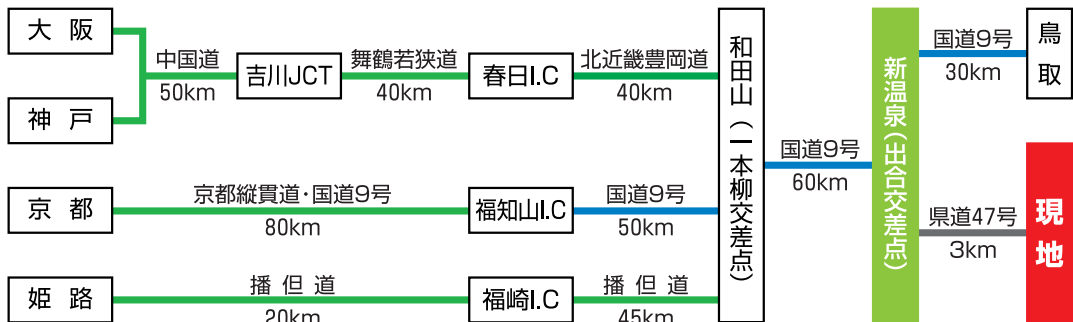 大阪
神戸
中国道
50km
吉川JCT
舞鶴若狭道
40km
春日I.C
北近畿豊岡道
40km
京都
京都縦貫道・国道9号
80km
福知山I.C
国道9号
50km
姫路
播但道
20km
福崎I.C
播但道
45km
和田山（一本柳交差点）
国道9号
60km
新温泉（出合交差点）
国道9号
30km
鳥取
県道47号
3km
現地